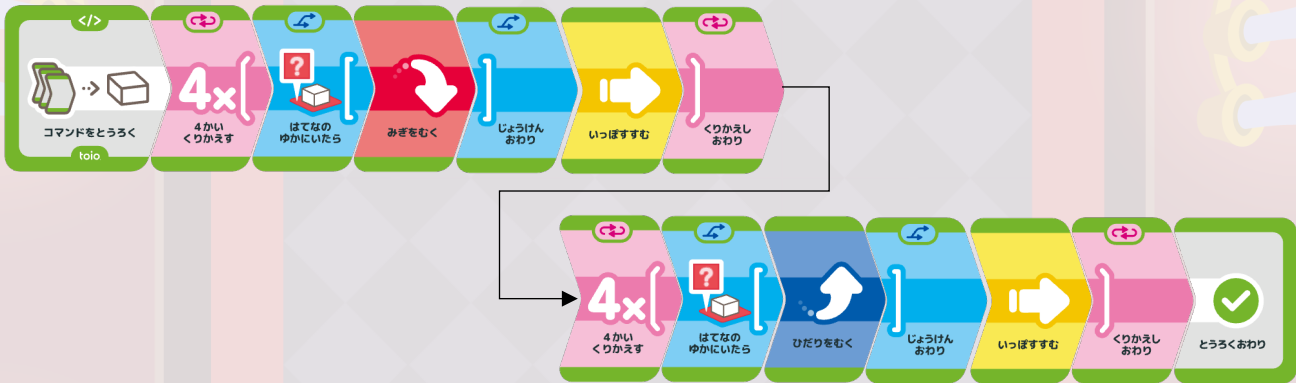 </>
4×
?
コマンドをとうろく
4かい
くりかえす
はてなの
ゆかにいたら
みぎをむく
じょうけん
おわり
いっぽすすむ
くりかえし
おわり
toio
4×
?
4かい
くりかえす
はてなの
ゆかにいたら
ひだりをむく
じょうけん
おわり
いっぽすすむ
くりかえし
おわり
とうろくおわり